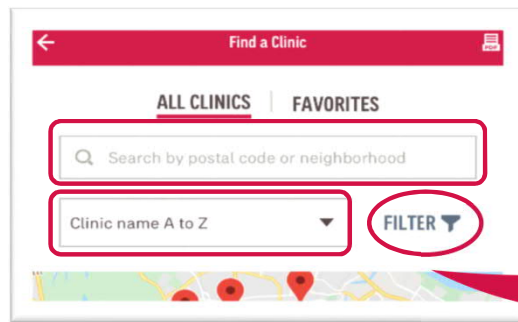 Find a Clinic
PDF
ALL CLINICS FAVORITES
Search by postal code or neighborhood
Clinic name A to Z
FILTER